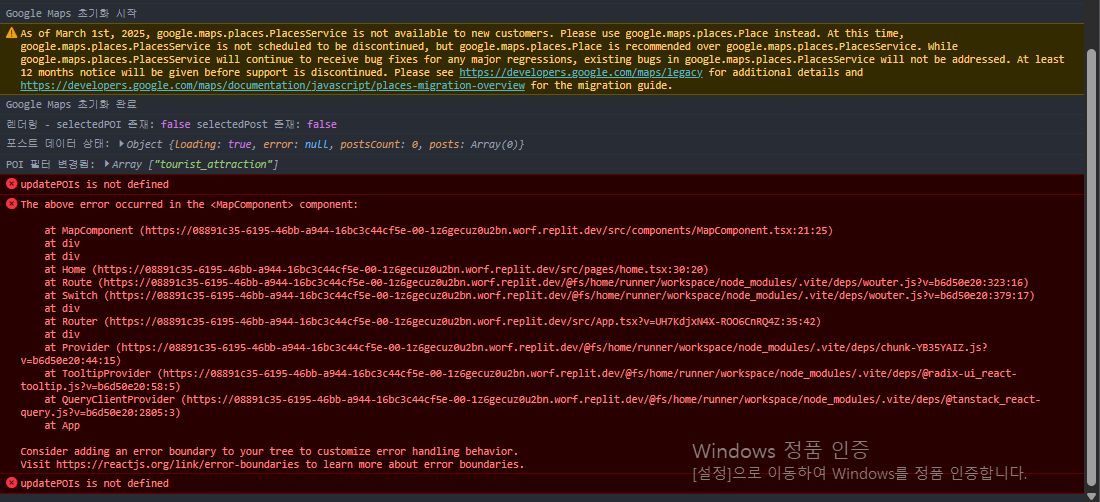 Google Maps 초기화 시작
As of March 1st, 2025, google.maps.places.PlacesService is not available to new customers. Please use google.maps.places.Place instead. At this time,
google.maps.places.PlacesService is not scheduled to be discontinued, but google.maps.places.Place is recommended over google.maps.places.PlacesService. While
google.maps.places.PlacesService will continue to receive bug fixes for any major regressions, existing bugs in google.maps.places.PlacesService will not be addressed. At least
12 months notice will be given before support is discontinued. Please see https://developers.google.com/maps/legacy for additional details and
https://developers.google.com/maps/documentation/javascript/places-migration-overview for the migration guide.
Google Maps 초기화 완료
렌더링 - selectedPOI 존재: false selectedPost 존재: false
포스트 데이터 상태: Object {loading: true, error: null, postsCount: 0, posts: Array(0)}
POI 필터 변경됨: Array ["tourist_attraction"]
updatePOIs is not defined
The above error occurred in the <MapComponent> component:
at MapComponent (https://08891c35-6195-46bb-a944-16bc3c44cf5e-00-1z6gecuz0u2bn.worf.replit.dev/src/components/MapComponent.tsx:21:25)
at div
at div
at Home (https://08891c35-6195-46bb-a944-16bc3c44cf5e-00-1z6gecuz0u2bn.worf.replit.dev/src/pages/home.tsx:30:20)
at Route (https://08891c35-6195-46bb-a944-16bc3c44cf5e-00-1z6gecuz0u2bn.worf.replit.dev/@fs/home/runner/workspace/node_modules/.vite/deps/wouter.js?v=b6d50e20:323:16)
at Switch (https://08891c35-6195-46bb-a944-16bc3c44cf5e-00-1z6gecuz0u2bn.worf.replit.dev/@fs/home/runner/workspace/node_modules/.vite/deps/wouter.js?v=b6d50e20:379:17)
at div
at Router (https://08891c35-6195-46bb-a944-16bc3c44cf5e-00-1z6gecuz0u2bn.worf.replit.dev/src/App.tsx?v=UH7KdjxN4X-ROO6CnRQ4Z:35:42)
at div
at Provider (https://08891c35-6195-46bb-a944-16bc3c44cf5e-00-1z6gecuz0u2bn.worf.replit.dev/@fs/home/runner/workspace/node_modules/.vite/deps/chunk-YB35YAIZ.js?
v=b6d50e20:44:15)
at TooltipProvider (https://08891c35-6195-46bb-a944-16bc3c44cf5e-00-1z6gecuz0u2bn.worf.replit.dev/@fs/home/runner/workspace/node_modules/.vite/deps/@radix-ui_react-
tooltip.js?v=b6d50e20:58:5)
at QueryClientProvider (https://08891c35-6195-46bb-a944-16bc3c44cf5e-00-1z6gecuz0u2bn.worf.replit.dev/@fs/home/runner/workspace/node_modules/.vite/deps/@tanstack_react-
query.js?v=b6d50e20:2805:3)
at App
Consider adding an error boundary to your tree to customize error handling behavior.
Visit https://reactjs.org/link/error-boundaries to learn more about error boundaries.
updatePOIs is not defined
Windows 정품 인증
[설정]으로 이동하여 Windows를 정품 인증합니다.